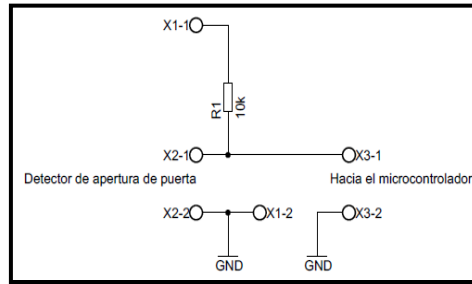 X1-1
R1
10k
X2-1 X3-1
Detector de apertura de puerta Hacia el microcontrolador
X2-2 X1-2 X3-2
GND GND